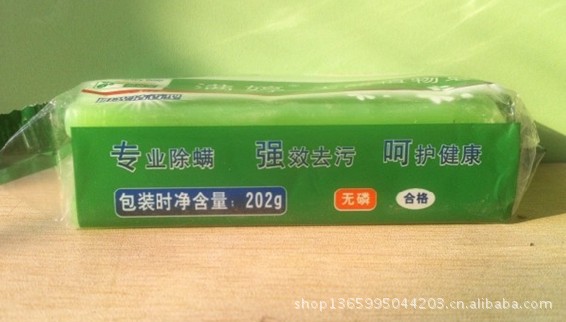 专业除螨 强效去污 呵护健康
包装时净含量：202g 无磷 合格
shop1365995044203.cn.alibaba.com